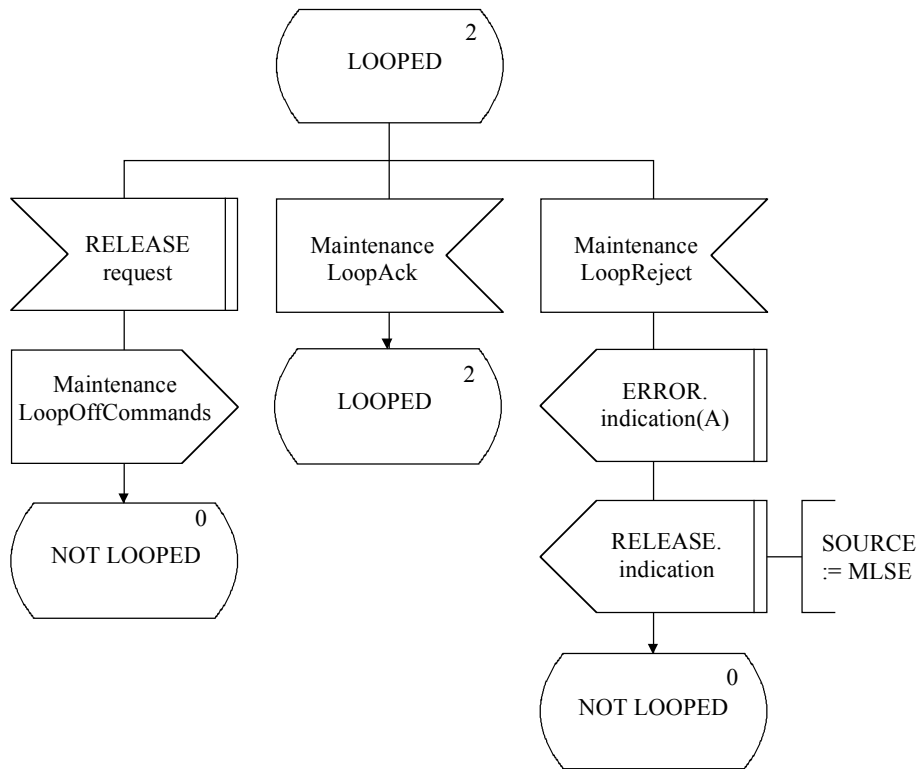 2
LOOPED
RELEASE
request
Maintenance
LoopAck
Maintenance
LoopReject
Maintenance
LoopOffCommands
2
LOOPED
ERROR.
indication(A)
0
NOT LOOPED
RELEASE.
indication
SOURCE
:= MLSE
0
NOT LOOPED